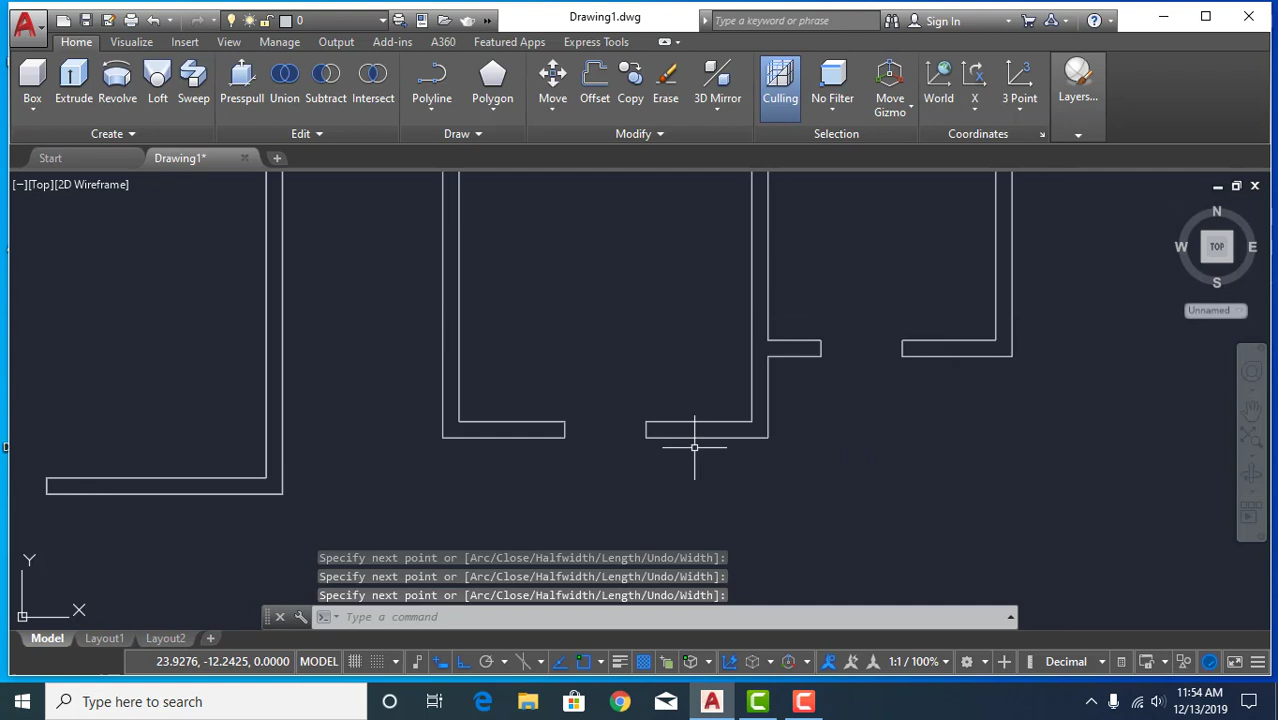 Drawing1.dwg
Type a keyword or phrase
Sign In
0
Home Visualize Insert View Manage Output Add-ins A360 Featured Apps Express Tools
Box Extrude Revolve Loft Sweep Presspull Union Subtract Intersect Polyline Polygon Move Offset Copy Erase 3D Mirror Culling No Filter Move Gizmo World X 3 Point Layers...
Create Edit Draw Modify Selection Coordinates
Start Drawing1*
[−][Top][2D Wireframe]
N
W TOP E
S
Unnamed
Y
X
Specify next point or [Arc/Close/Halfwidth/Length/Undo/Width]:
Specify next point or [Arc/Close/Halfwidth/Length/Undo/Width]:
Specify next point or [Arc/Close/Halfwidth/Length/Undo/Width]:
Type a command
Model Layout1 Layout2
23.9276, -12.2425, 0.0000 MODEL 1:1 / 100% Decimal
Type here to search
11:54 AM
12/13/2019